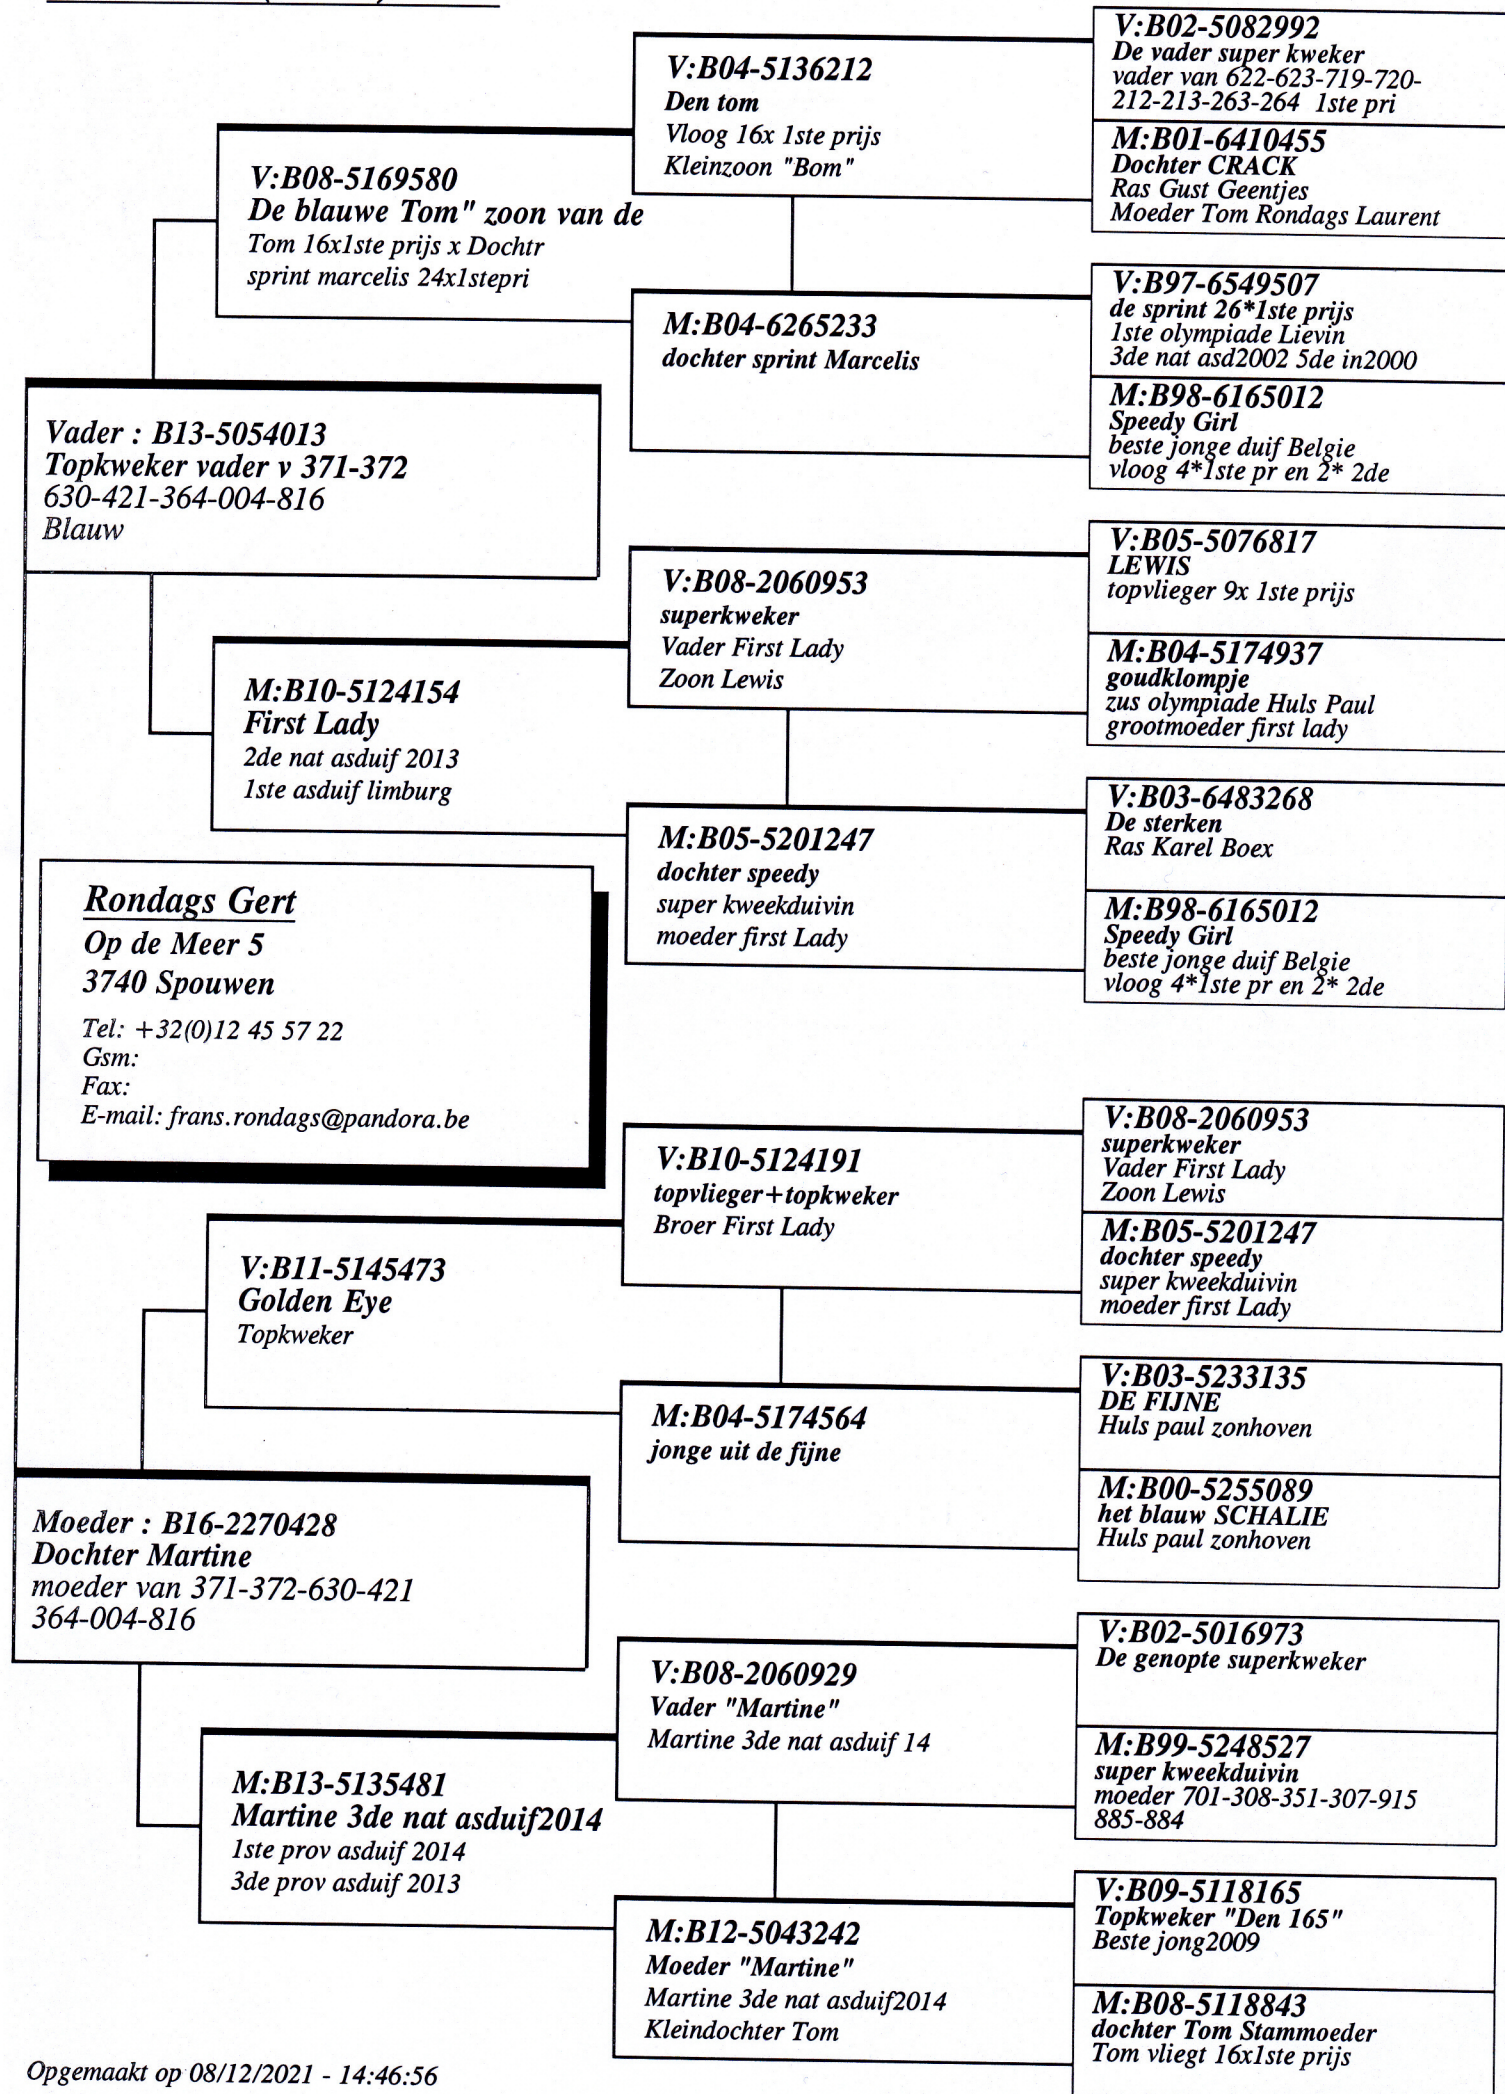 V:B02-5082992
De vader super kweker
vader van 622-623-719-720-
212-213-263-264 1ste pri
V:B04-5136212
Den tom
Vloog 16x 1ste prijs
Kleinzoon "Bom"
M:B01-6410455
Dochter CRACK
Ras Gust Geentjes
Moeder Tom Rondags Laurent
V:B08-5169580
De blauwe Tom" zoon van de
Tom 16x1ste prijs x Dochtr
sprint marcelis 24x1stepri
V:B97-6549507
de sprint 26*1ste prijs
1ste olympiade Lievin
3de nat asd2002 5de in2000
M:B04-6265233
dochter sprint Marcelis
M:B98-6165012
Speedy Girl
beste jonge duif Belgie
vloog 4*1ste pr en 2* 2de
Vader : B13-5054013
Topkweker vader v 371-372
630-421-364-004-816
Blauw
V:B05-5076817
LEWIS
topvlieger 9x 1ste prijs
V:B08-2060953
superkweker
Vader First Lady
Zoon Lewis
M:B04-5174937
goudklompje
zus olympiade Huls Paul
grootmoeder first lady
M:B10-5124154
First Lady
2de nat asduif 2013
1ste asduif limburg
V:B03-6483268
De sterken
Ras Karel Boex
M:B05-5201247
dochter speedy
super kweekduivin
moeder first Lady
M:B98-6165012
Speedy Girl
beste jonge duif Belgie
vloog 4*1ste pr en 2* 2de
Rondags Gert
Op de Meer 5
3740 Spouwen
Tel: +32(0)12 45 57 22
Gsm:
Fax:
E-mail: frans.rondags@pandora.be
V:B08-2060953
superkweker
Vader First Lady
Zoon Lewis
V:B10-5124191
topvlieger+topkweker
Broer First Lady
M:B05-5201247
dochter speedy
super kweekduivin
moeder first Lady
V:B11-5145473
Golden Eye
Topkweker
V:B03-5233135
DE FIJNE
Huls paul zonhoven
M:B04-5174564
jonge uit de fijne
M:B00-5255089
het blauw SCHALIE
Huls paul zonhoven
Moeder : B16-2270428
Dochter Martine
moeder van 371-372-630-421
364-004-816
V:B02-5016973
De genopte superkweker
V:B08-2060929
Vader "Martine"
Martine 3de nat asduif 14
M:B99-5248527
super kweekduivin
moeder 701-308-351-307-915
885-884
M:B13-5135481
Martine 3de nat asduif2014
1ste prov asduif 2014
3de prov asduif 2013
V:B09-5118165
Topkweker "Den 165"
Beste jong2009
M:B12-5043242
Moeder "Martine"
Martine 3de nat asduif2014
Kleindochter Tom
M:B08-5118843
dochter Tom Stammoeder
Tom vliegt 16x1ste prijs
Opgemaakt op 08/12/2021 - 14:46:56